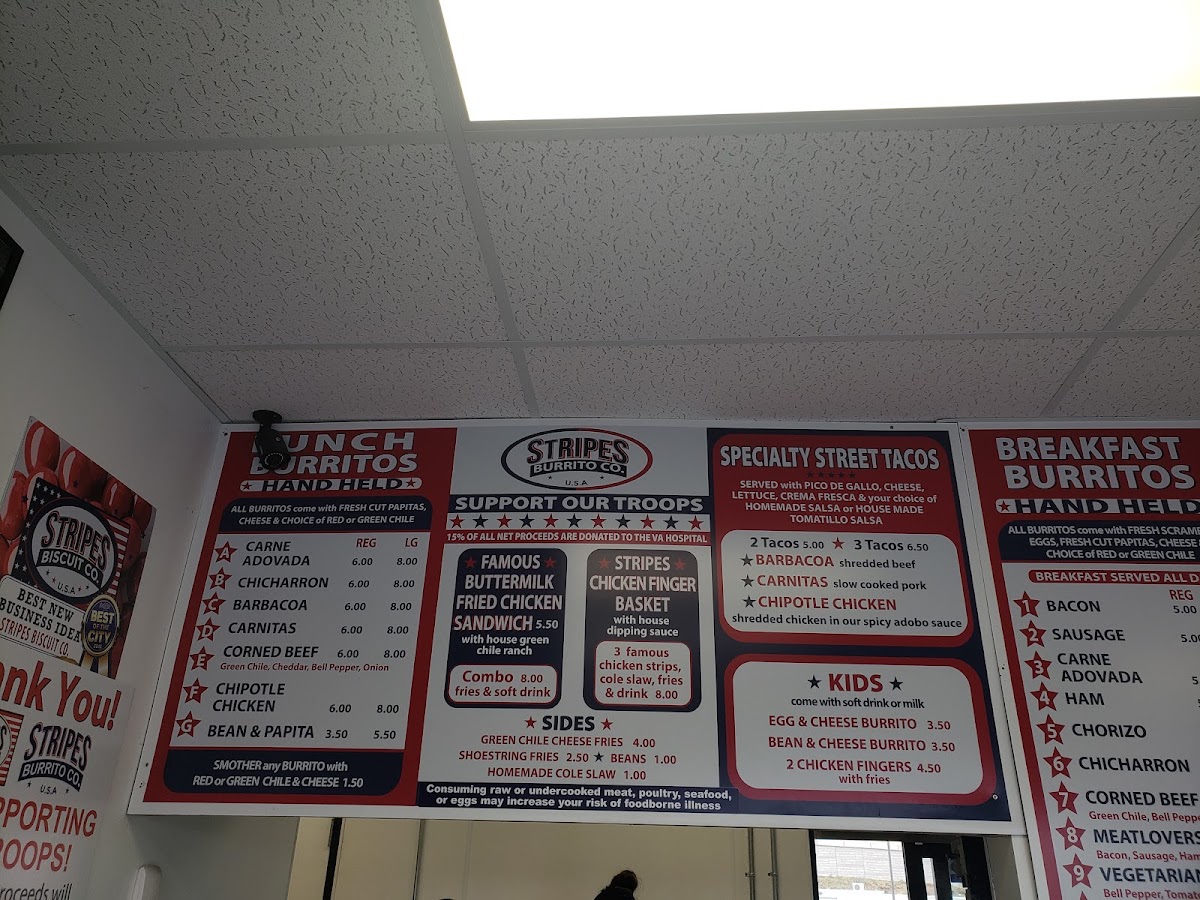 LUNCH
BURRITOS
HAND HELD
ALL BURRITOS come with FRESH CUT PAPITAS,
CHEESE & CHOICE of RED or GREEN CHILE
REG LG
A CARNE
ADOVADA 6.00 8.00
B CHICHARRON 6.00 8.00
C BARBACOA 6.00 8.00
D CARNITAS 6.00 8.00
E CORNED BEEF 6.00 8.00
Green Chile, Cheddar, Bell Pepper, Onion
F CHIPOTLE
CHICKEN 6.00 8.00
G BEAN & PAPITA 3.50 5.50
SMOTHER any BURRITO with
RED or GREEN CHILE & CHEESE 1.50
STRIPES
BURRITO CO.
U.S.A
SUPPORT OUR TROOPS
15% OF ALL NET PROCEEDS ARE DONATED TO THE VA HOSPITAL
FAMOUS
BUTTERMILK
FRIED CHICKEN
SANDWICH 5.50
with house green
chile ranch
Combo 8.00
fries & soft drink
STRIPES
CHICKEN FINGER
BASKET
with house
dipping sauce
3 famous
chicken strips,
cole slaw, fries
& drink 8.00
SIDES
GREEN CHILE CHEESE FRIES 4.00
SHOESTRING FRIES 2.50 ★ BEANS 1.00
HOMEMADE COLE SLAW 1.00
Consuming raw or undercooked meat, poultry, seafood,
or eggs may increase your risk of foodborne illness
SPECIALTY STREET TACOS
SERVED with PICO DE GALLO, CHEESE,
LETTUCE, CREMA FRESCA & your choice of
HOMEMADE SALSA or HOUSE MADE
TOMATILLO SALSA
2 Tacos 5.00 ★ 3 Tacos 6.50
★ BARBACOA shredded beef
★ CARNITAS slow cooked pork
★ CHIPOTLE CHICKEN
shredded chicken in our spicy adobo sauce
★ KIDS ★
come with soft drink or milk
EGG & CHEESE BURRITO 3.50
BEAN & CHEESE BURRITO 3.50
2 CHICKEN FINGERS 4.50
with fries
BREAKFAST
BURRITOS
HAND HELD
ALL BURRITOS come with FRESH
EGGS, FRESH CUT PAPITAS, CHEESE
CHOICE of RED or GREEN CHILE
BREAKFAST SERVED ALL D
REG
1 BACON 5.00
2 SAUSAGE 5.0
3 CARNE
ADOVADA 5
4 HAM
5 CHORIZO
6 CHICHARRON
7 CORNED BEEF
Green Chile, Bell
8 MEATLOVERS
Bacon, Sausage, Ham
9 VEGETARIAN
Bell Pepper,
STRIPES
BISCUIT CO.
U.S.A
BEST NEW
BUSINESS IDEA
STRIPES BISCUIT CO.
BEST
OF THE
CITY
nk You!
STRIPES
BURRITO CO.
U.S.A
PPORTING
OOPS!
roceeds will